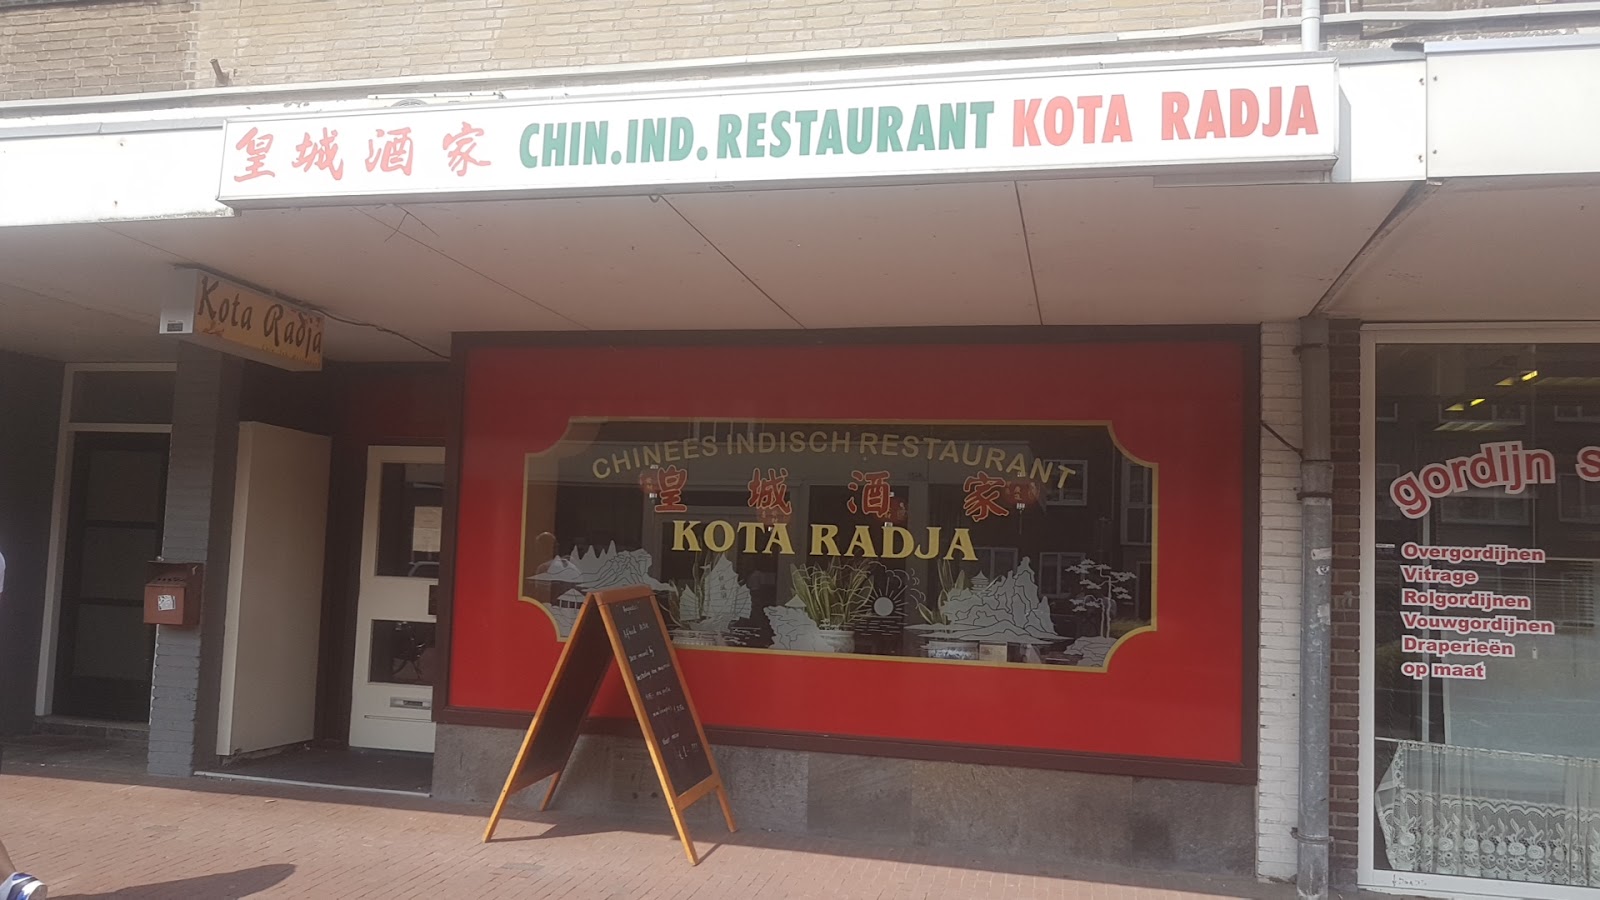 皇城酒家 CHIN.IND.RESTAURANT KOTA RADJA
Kota Radja
CHINEES INDISCH RESTAURANT
皇城酒家
KOTA RADJA
gordijn s
Overgordijnen
Vitrage
Rolgordijnen
Vouwgordijnen
Draperieën
op maat